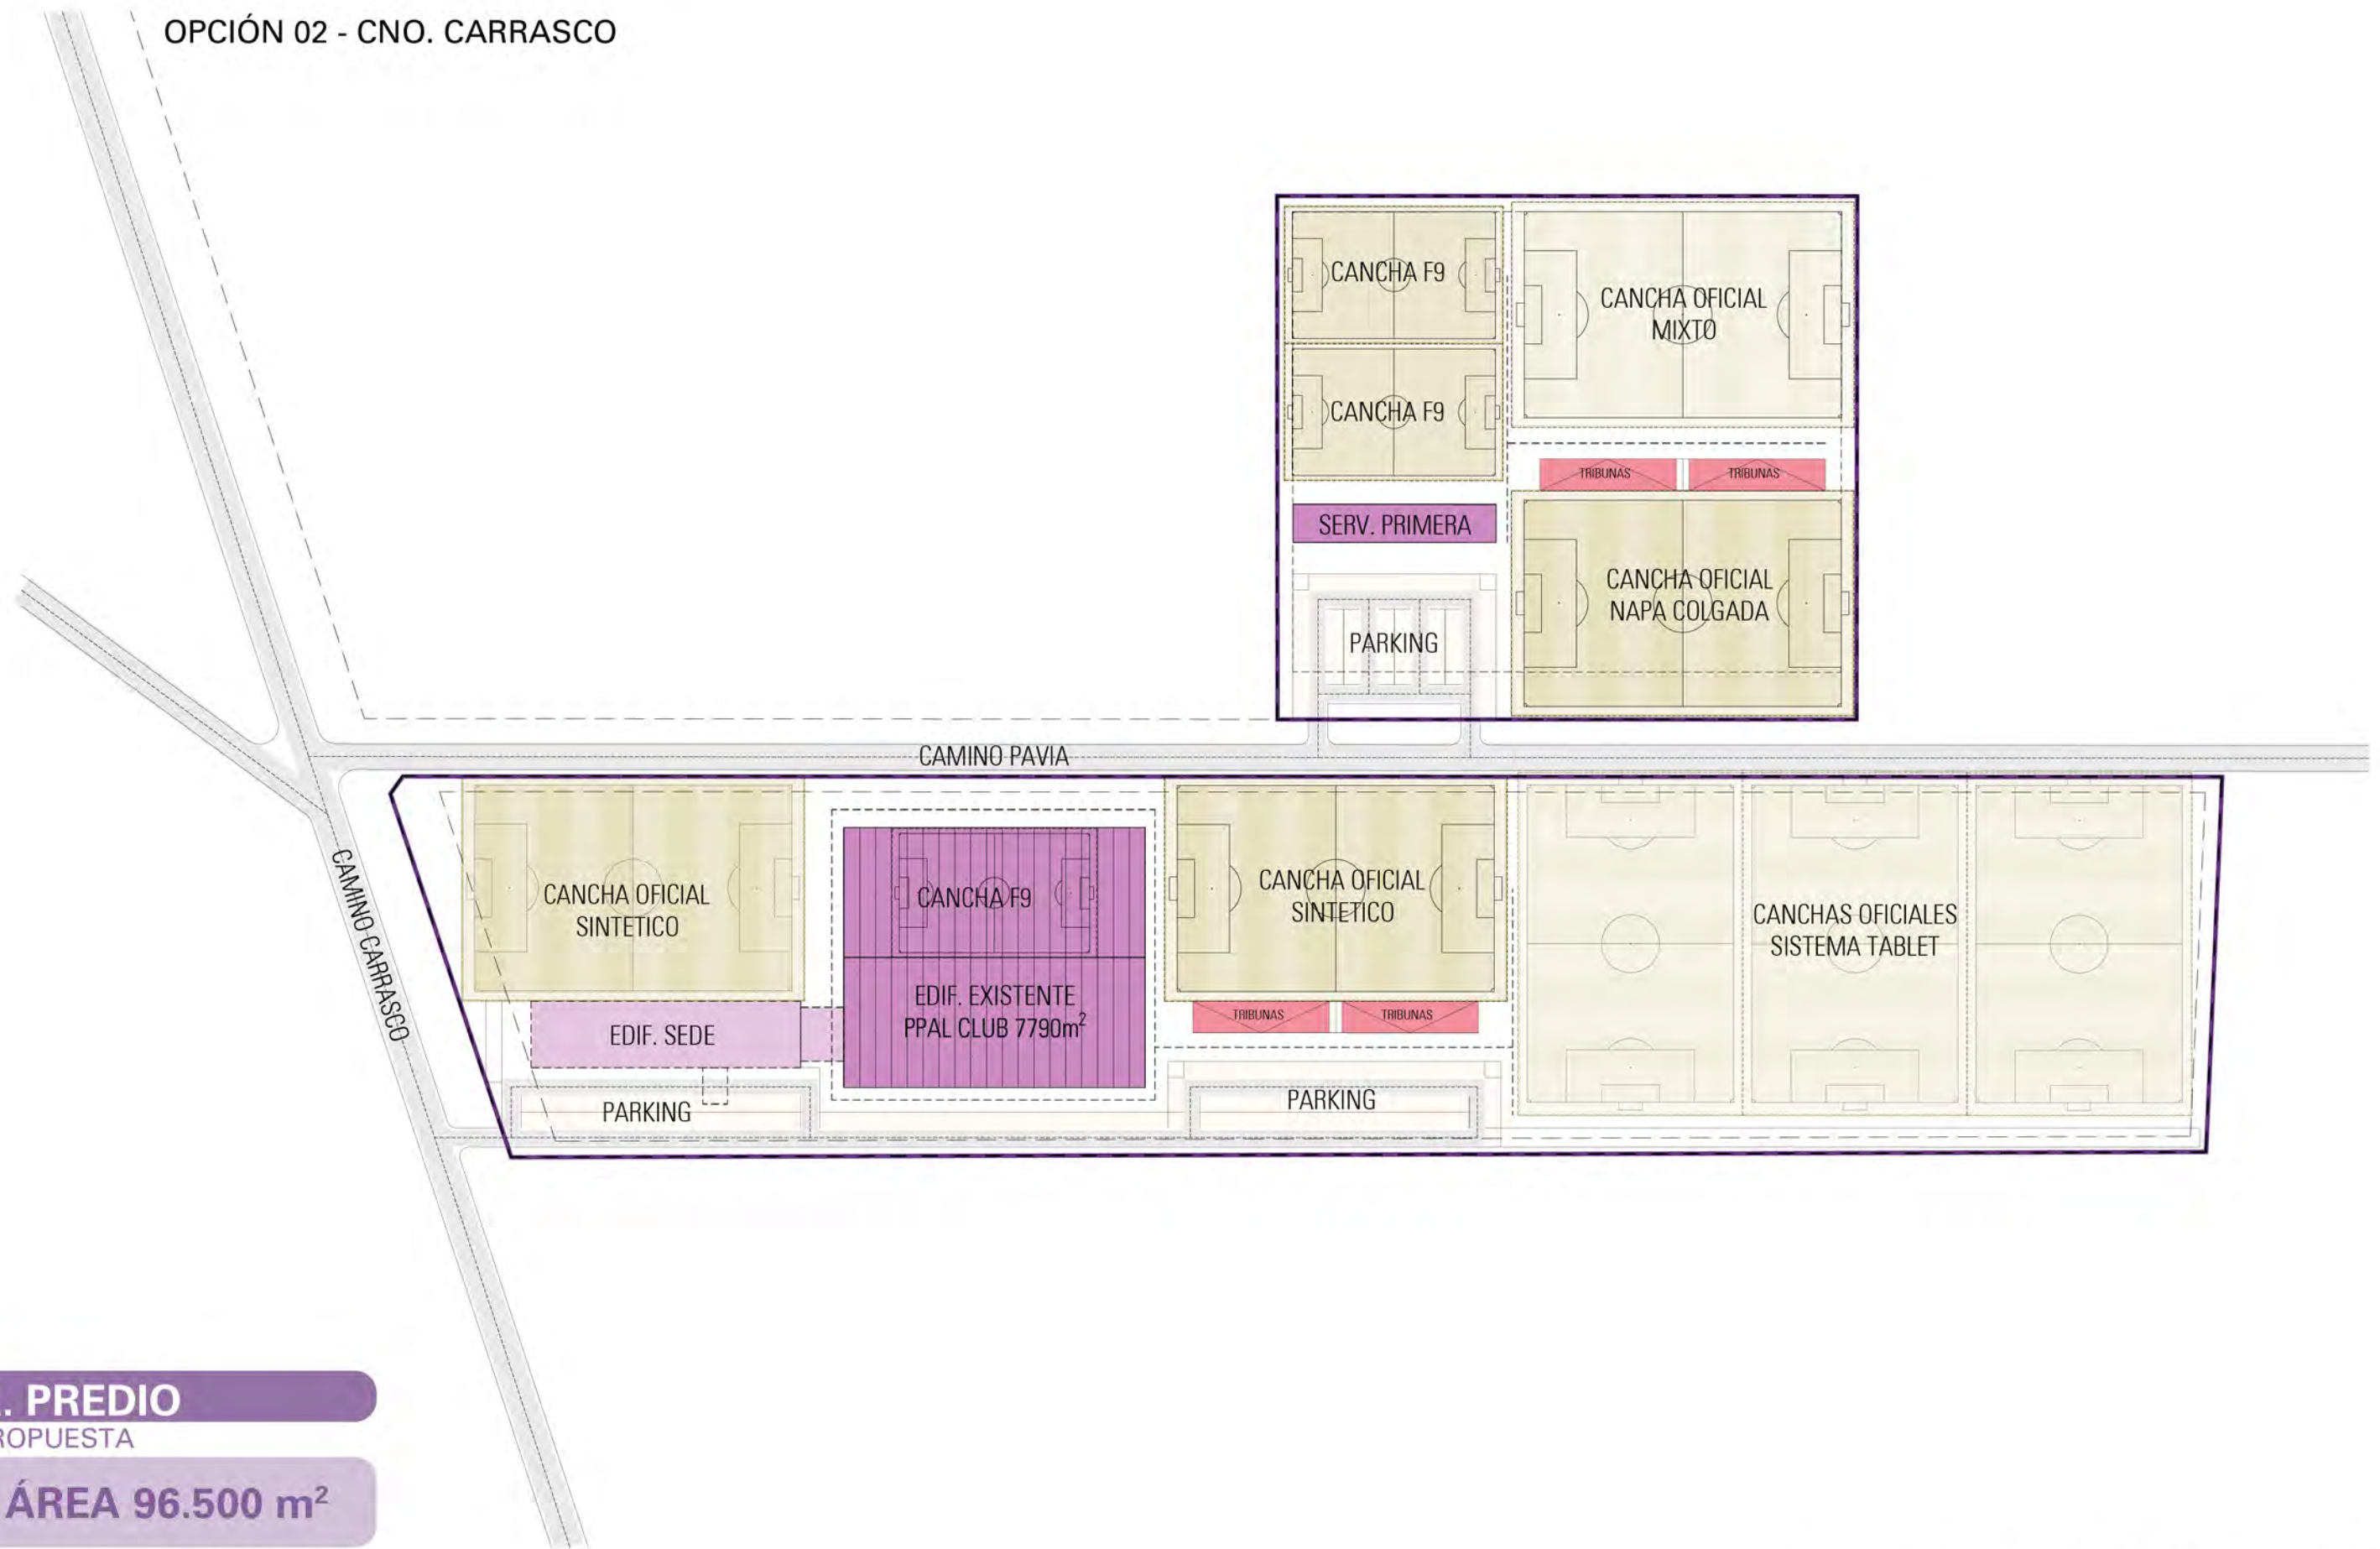 OPCIÓN 02 - CNO. CARRASCO
CANCHA F9
CANCHA OFICIAL
MIXTO
CANCHA F9
TRIBUNAS
TRIBUNAS
SERV. PRIMERA
CANCHA OFICIAL
NAPA COLGADA
PARKING
CAMINO PAVIA
CAMINO CARRASCO
CANCHA OFICIAL
SINTETICO
CANCHA F9
CANCHA OFICIAL
SINTETICO
CANCHAS OFICIALES
SISTEMA TABLET
EDIF. EXISTENTE
PPAL CLUB 7790m²
EDIF. SEDE
TRIBUNAS
TRIBUNAS
PARKING
PARKING
. PREDIO
ROPUESTA
ÁREA 96.500 m²